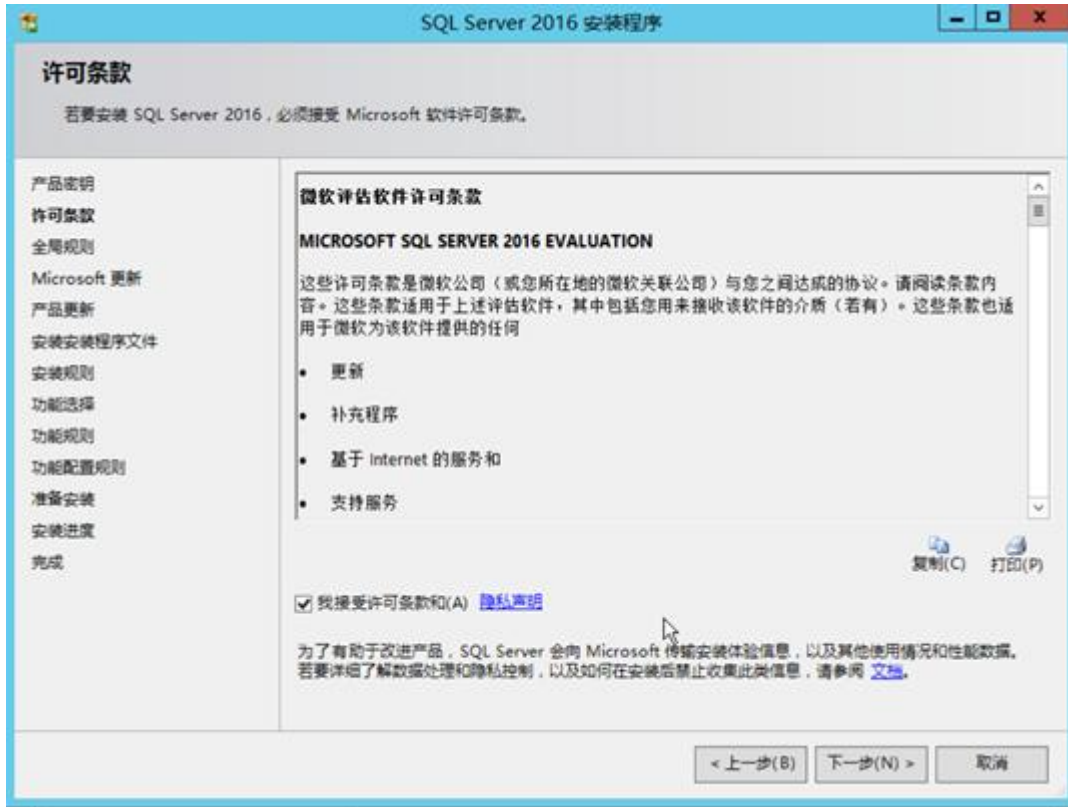 SQL Server 2016 安装程序
许可条款
若要安装 SQL Server 2016，必须接受 Microsoft 软件许可条款。
产品密钥
许可条款
全局规则
Microsoft 更新
产品更新
安装安装程序文件
安装规则
功能选择
功能规则
功能配置规则
准备安装
安装进度
完成
微软评估软件许可条款
MICROSOFT SQL SERVER 2016 EVALUATION
这些许可条款是微软公司（或您所在地的微软关联公司）与您之间达成的协议。请阅读条款内
容。这些条款适用于上述评估软件，其中包括您用来接收该软件的介质（若有）。这些条款也适
用于微软为该软件提供的任何
• 更新
• 补充程序
• 基于 Internet 的服务和
• 支持服务
复制(C) 打印(P)
我接受许可条款和(A) 隐私声明
为了有助于改进产品，SQL Server 会向 Microsoft 传输安装体验信息，以及其他使用情况和性能数据。
若要详细了解数据处理和隐私控制，以及如何在安装后禁止收集此类信息，请参阅 文档。
< 上一步(B) 下一步(N) > 取消